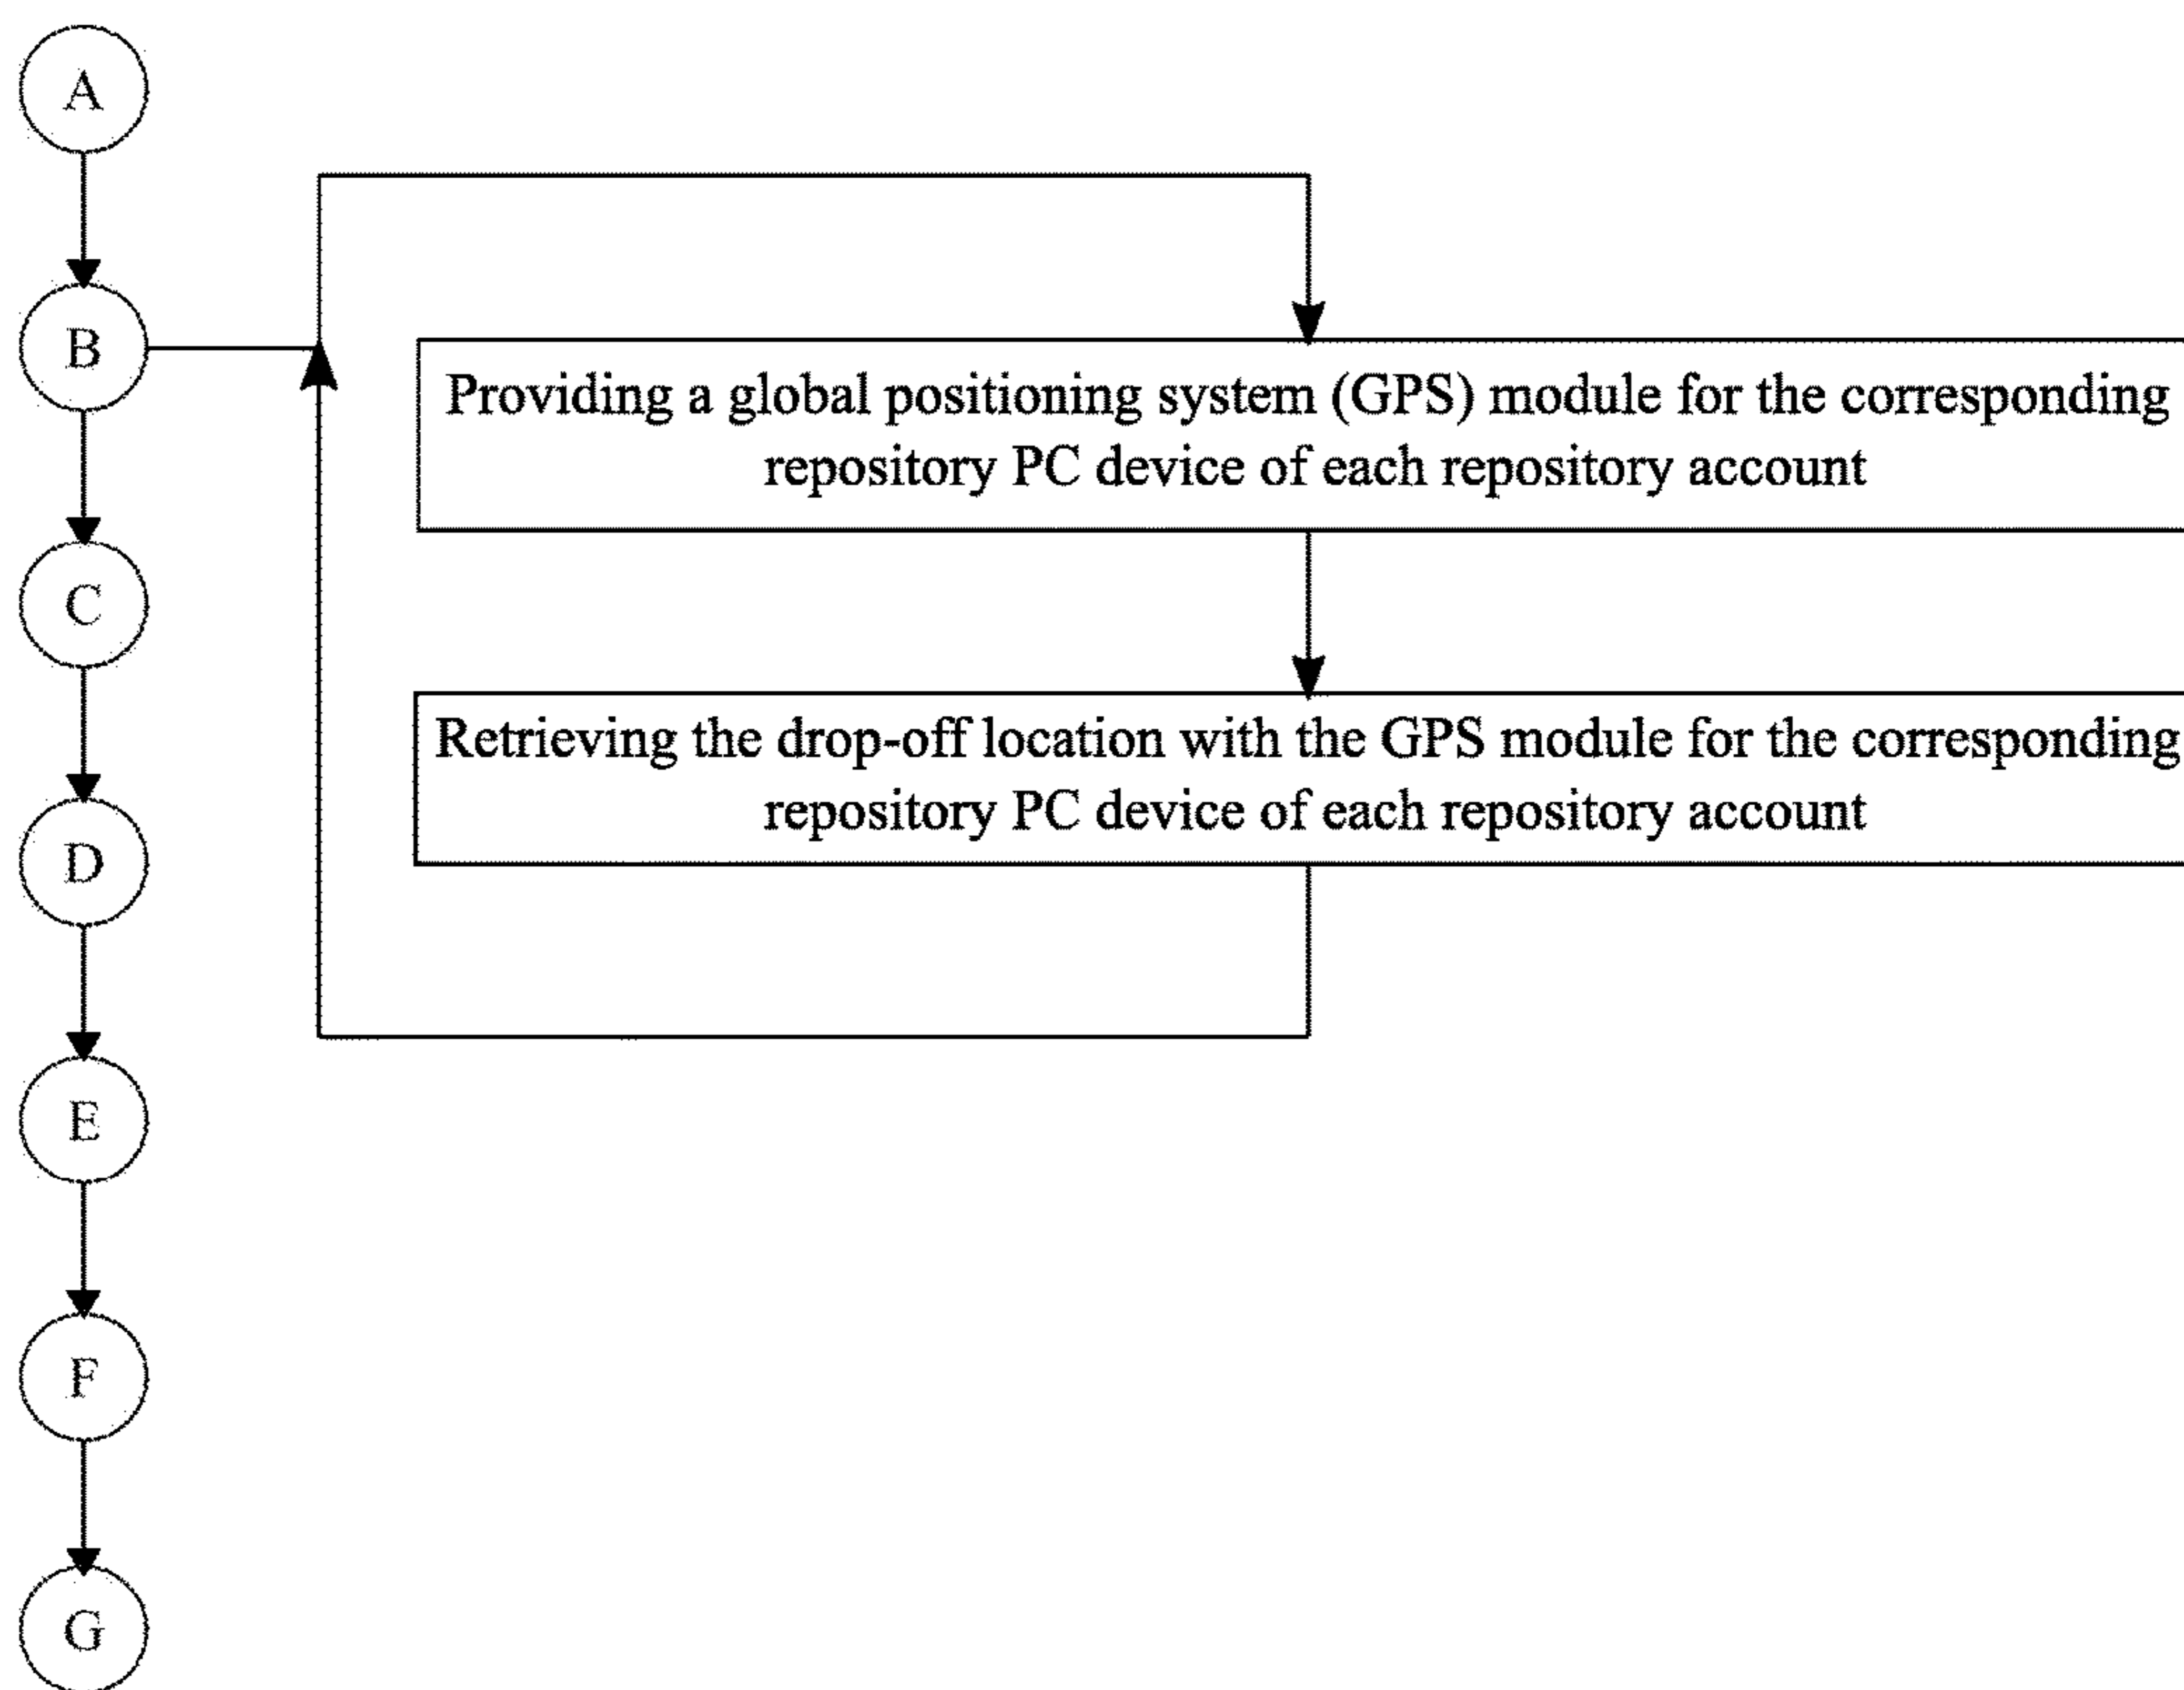 A
B
Providing a global positioning system (GPS) module for the corresponding
repository PC device of each repository account
C
Retrieving the drop-off location with the GPS module for the corresponding
repository PC device of each repository account
D
E
F
G